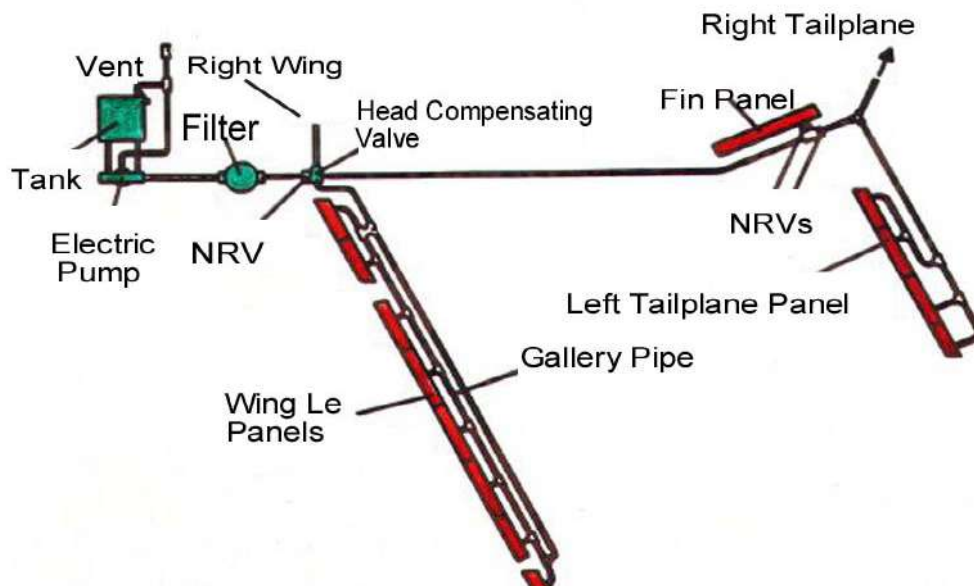 Right Tailplane
Vent
Right Wing
Fin Panel
Filter
Head Compensating
Valve
Tank
NRVs
Electric
Pump
NRV
Left Tailplane Panel
Gallery Pipe
Wing Le
Panels